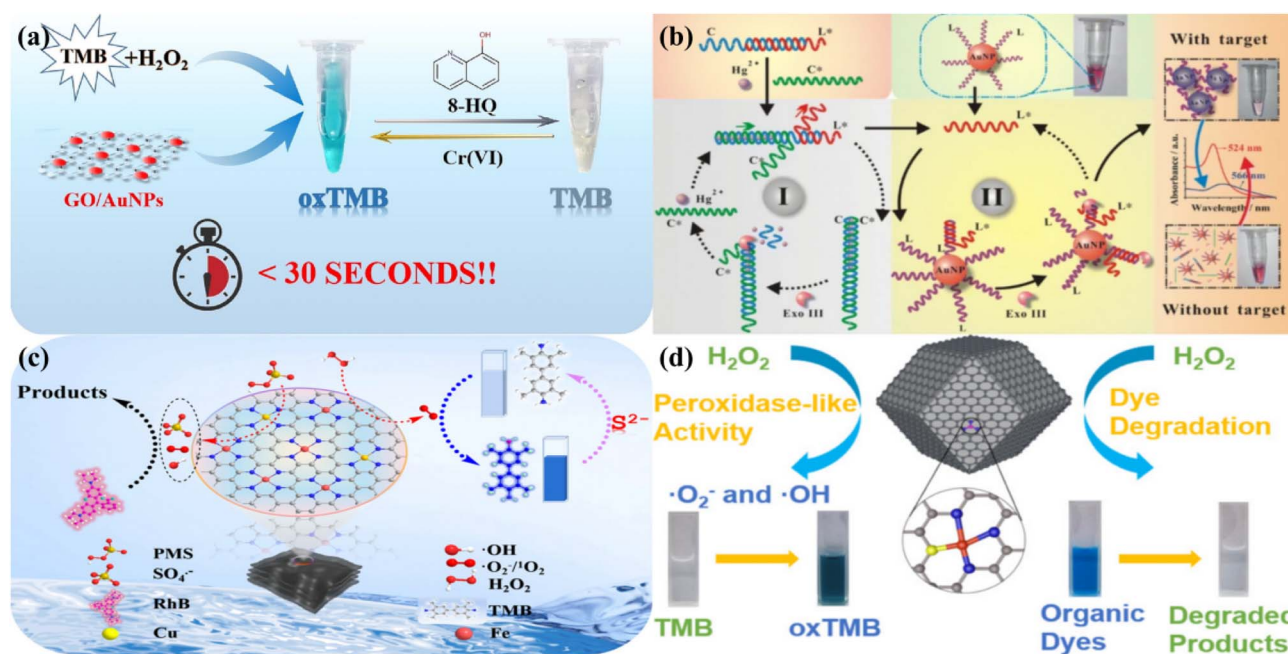 (a)
TMB
+H₂O₂
OH
N
8-HQ
Cr(VI)
GO/AuNPs
oxTMB
TMB
< 30 SECONDS!!
(b)
C
L*
Hg²⁺
C*
L
L
L
AuNP
With target
L*
C
L*
Absorbance / a.u.
524 nm
566 nm
Wavelength / nm
Hg²⁺
C*
I
II
C
C*
C*
L*
L
AuNP
L
L
L*
AuNP
L
L*
Exo III
Exo III
Without target
(c)
Products
S²⁻
PMS
SO₄·⁻
RhB
Cu
·OH
·O₂⁻/¹O₂
H₂O₂
TMB
Fe
(d)
H₂O₂
H₂O₂
Peroxidase-like
Activity
Dye
Degradation
·O₂⁻ and ·OH
TMB
oxTMB
Organic
Dyes
Degraded
Products